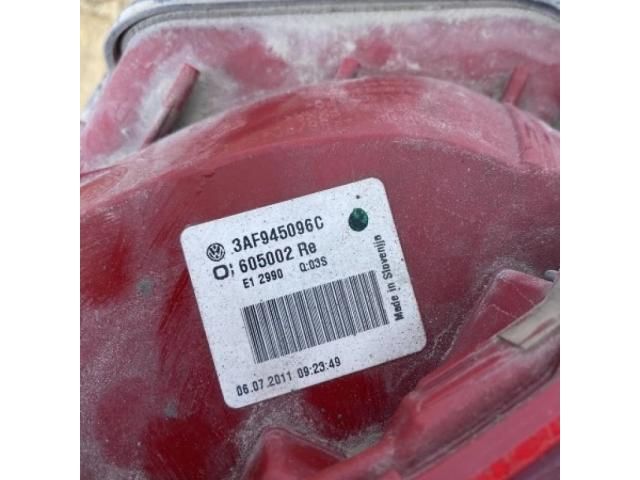 3AF945096C
605002 Re
E1 2990 Q:03S
06.07.2011 09:23:49
Made in Slovenija